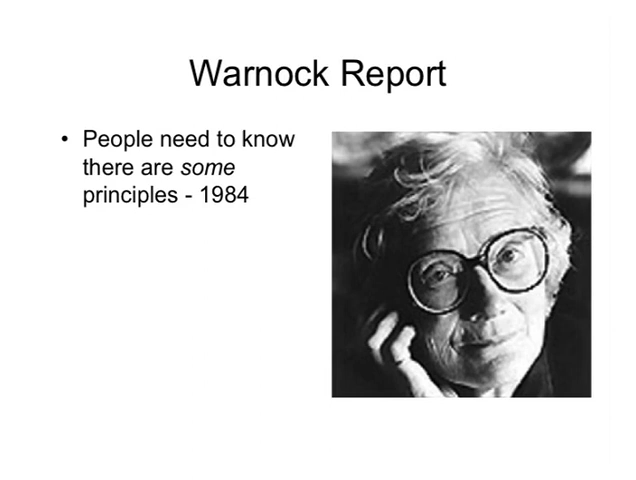 Warnock Report
• People need to know
there are some
principles - 1984